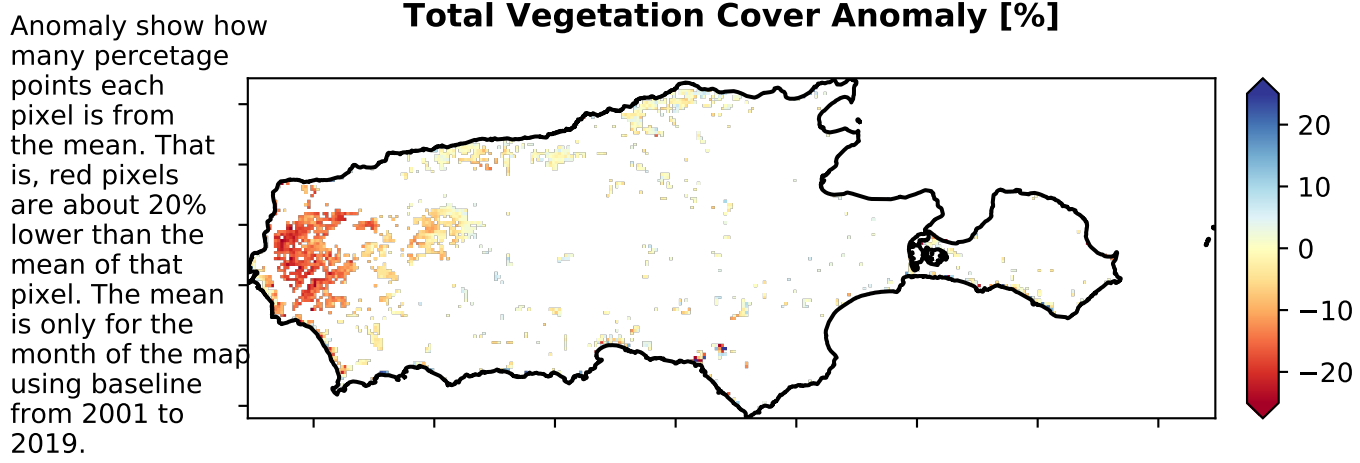 Total Vegetation Cover Anomaly [%]
Anomaly show how
many percetage
points each
pixel is from
the mean. That
is, red pixels
are about 20%
lower than the
mean of that
pixel. The mean
is only for the
month of the map
using baseline
from 2001 to
2019.
20
10
0
−10
−20